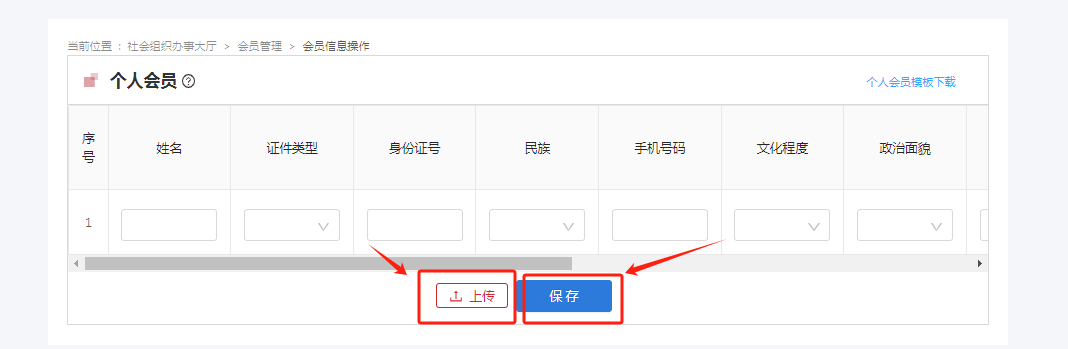 当前位置 : 社会组织办事大厅 > 会员管理 > 会员信息操作
个人会员 ?
个人会员模板下载
序号 姓名 证件类型 身份证号 民族 手机号码 文化程度 政治面貌
1
上传 保存